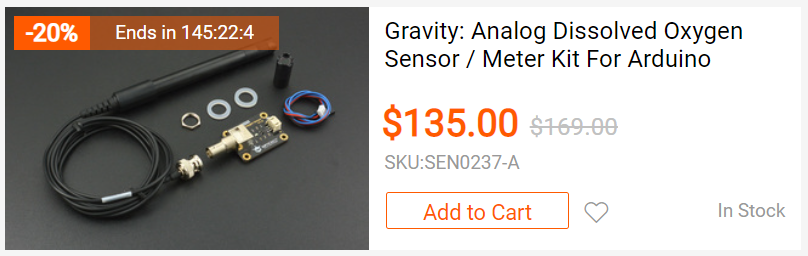 -20% Ends in 145:22:4
Gravity: Analog Dissolved Oxygen
Sensor / Meter Kit For Arduino
$135.00 $169.00
SKU:SEN0237-A
Add to Cart
In Stock